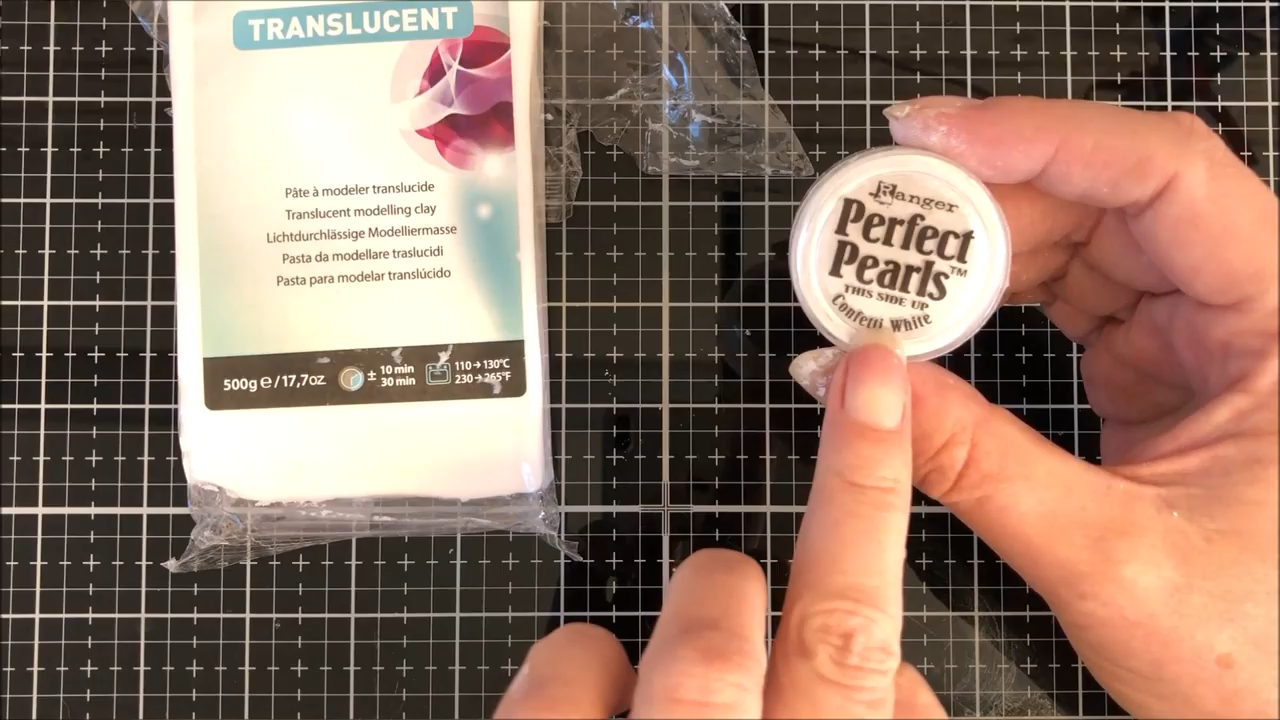 TRANSLUCENT
Pâte à modeler translucide
Translucent modelling clay
Lichtdurchlässige Modelliermasse
Pasta da modellare traslucidi
Pasta para modelar translúcido
500g e / 17,7oz
± 10 min
30 min
110→130°C
230→265°F
Ranger
Perfect
Pearls™
THIS SIDE UP
Confetti White